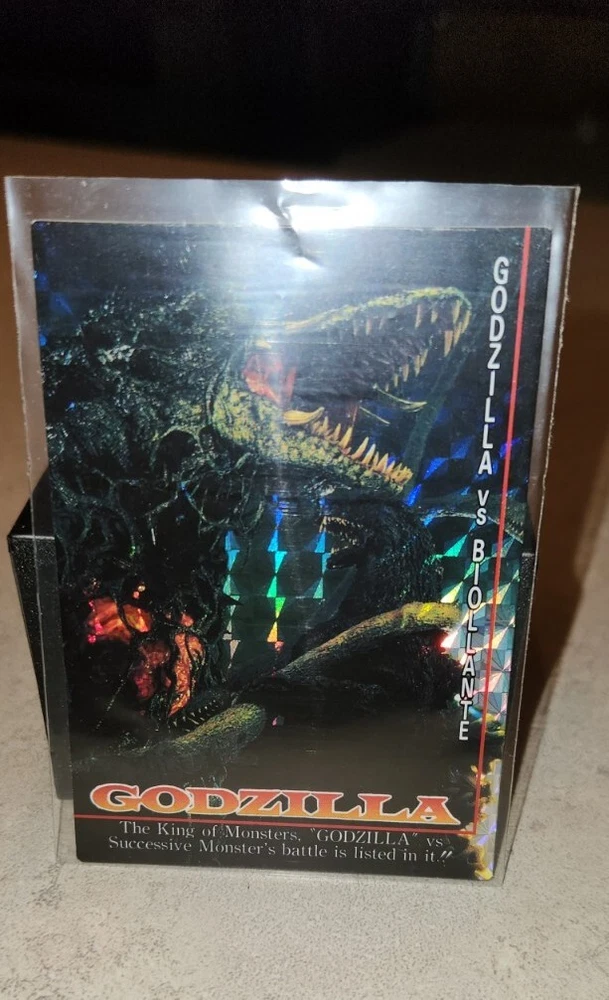 GODZILLA vs BIOLLANTE
GODZILLA
The King of Monsters, "GODZILLA" vs
Successive Monster's battle is listed in it.!!